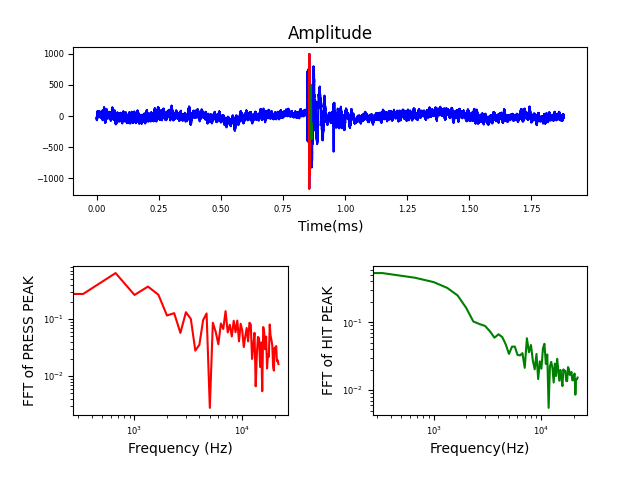 Amplitude
1000
500
0
−500
−1000
0.00 0.25 0.50 0.75 1.00 1.25 1.50 1.75
Time(ms)
FFT of PRESS PEAK
10⁻¹
10⁻²
10³ 10⁴
Frequency (Hz)
FFT of HIT PEAK
10⁻¹
10⁻²
10³ 10⁴
Frequency(Hz)